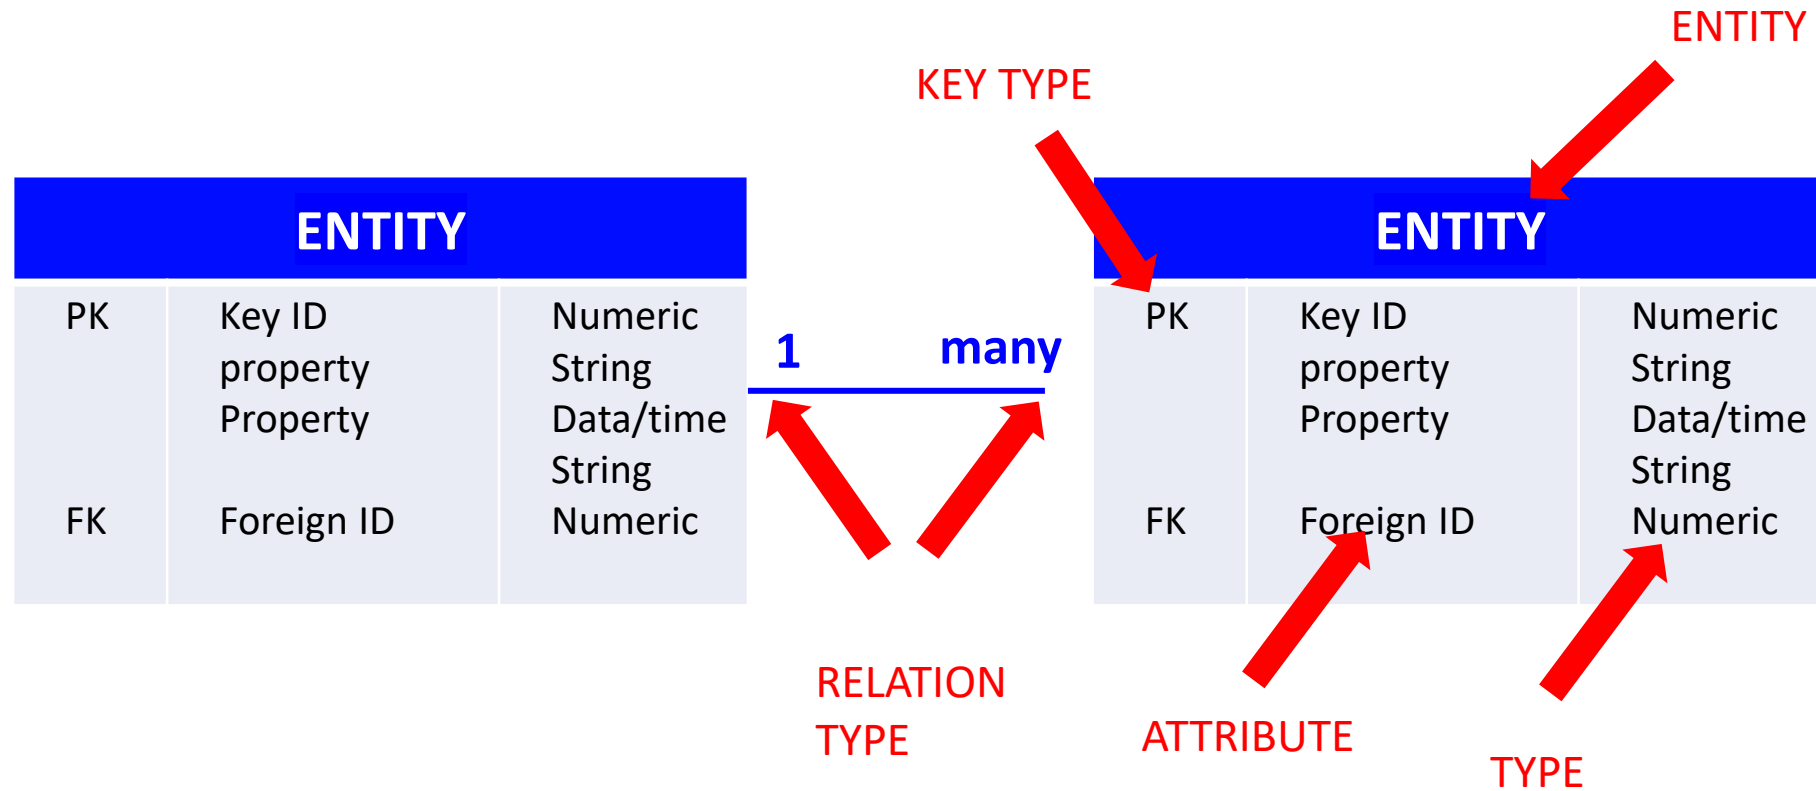 ENTITY
KEY TYPE
ENTITY
PK Key ID Numeric
property String
Property Data/time
String
FK Foreign ID Numeric
1 many
ENTITY
PK Key ID Numeric
property String
Property Data/time
String
FK Foreign ID Numeric
RELATION
TYPE
ATTRIBUTE
TYPE